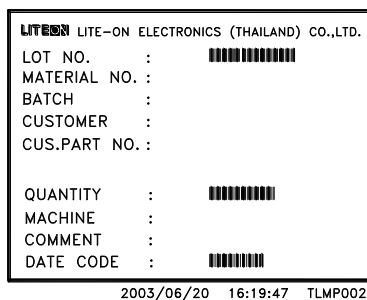 LITEON LITE-ON ELECTRONICS (THAILAND) CO.,LTD.
LOT NO. :
MATERIAL NO. :
BATCH :
CUSTOMER :
CUS.PART NO. :
QUANTITY :
MACHINE :
COMMENT :
DATE CODE :
2003/06/20 16:19:47 TLMP002